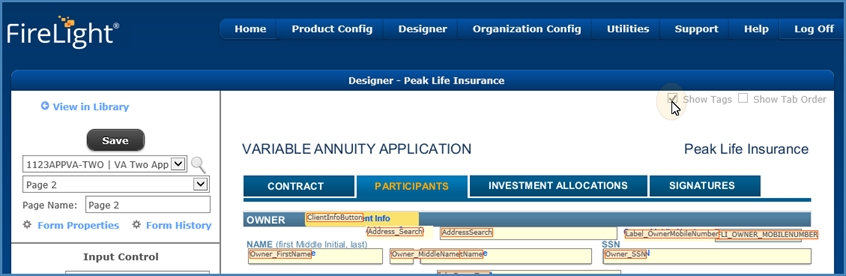 FireLight®
Home Product Config Designer Organization Config Utilities Support Help Log Off
Designer - Peak Life Insurance
View in Library
Show Tags Show Tab Order
Save
1123APPVA-TWO | VA Two App
Page 2
Page Name: Page 2
Form Properties Form History
Input Control
VARIABLE ANNUITY APPLICATION Peak Life Insurance
CONTRACT PARTICIPANTS INVESTMENT ALLOCATIONS SIGNATURES
OWNER ClientInfoButton nt Info
Address_Search AddressSearch Label_OwnerMobileNumber FLI_OWNER_MOBILENUMBER
NAME (first Middle Initial, last) SSN
Owner_FirstName Owner_MiddleName Owner_SSN